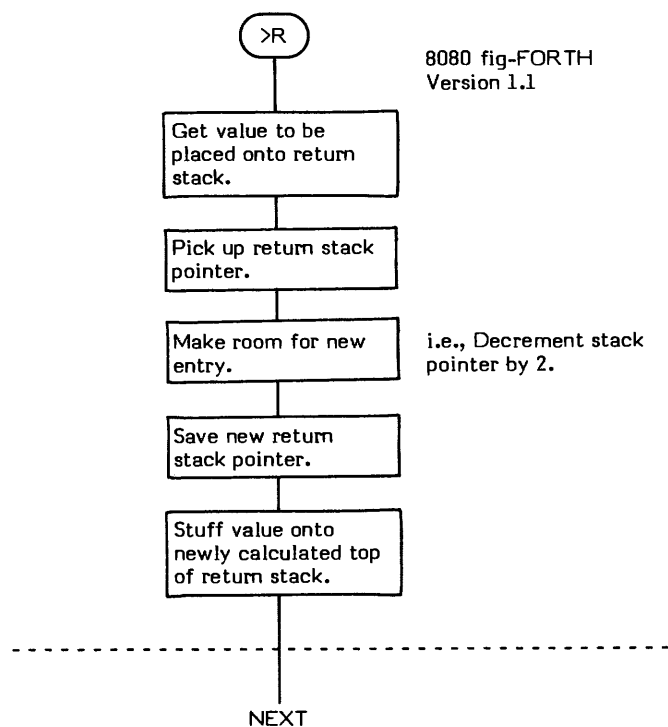 >R
8080 fig-FORTH
Version 1.1
Get value to be
placed onto return
stack.
Pick up return stack
pointer.
Make room for new
entry.
i.e., Decrement stack
pointer by 2.
Save new return
stack pointer.
Stuff value onto
newly calculated top
of return stack.
NEXT